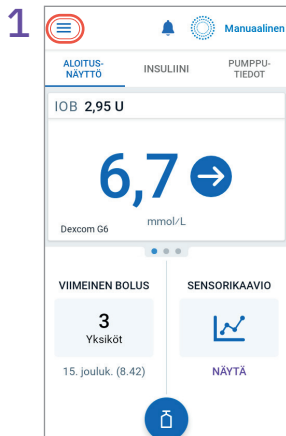 1
Manuaalinen
ALOITUS-
NÄYTTÖ
INSULIINI
PUMPPU-
TIEDOT
IOB 2,95 U
6,7
mmol/L
Dexcom G6
VIIMEINEN BOLUS
3
Yksiköt
15. jouluk. (8.42)
SENSORIKAAVIO
NÄYTÄ